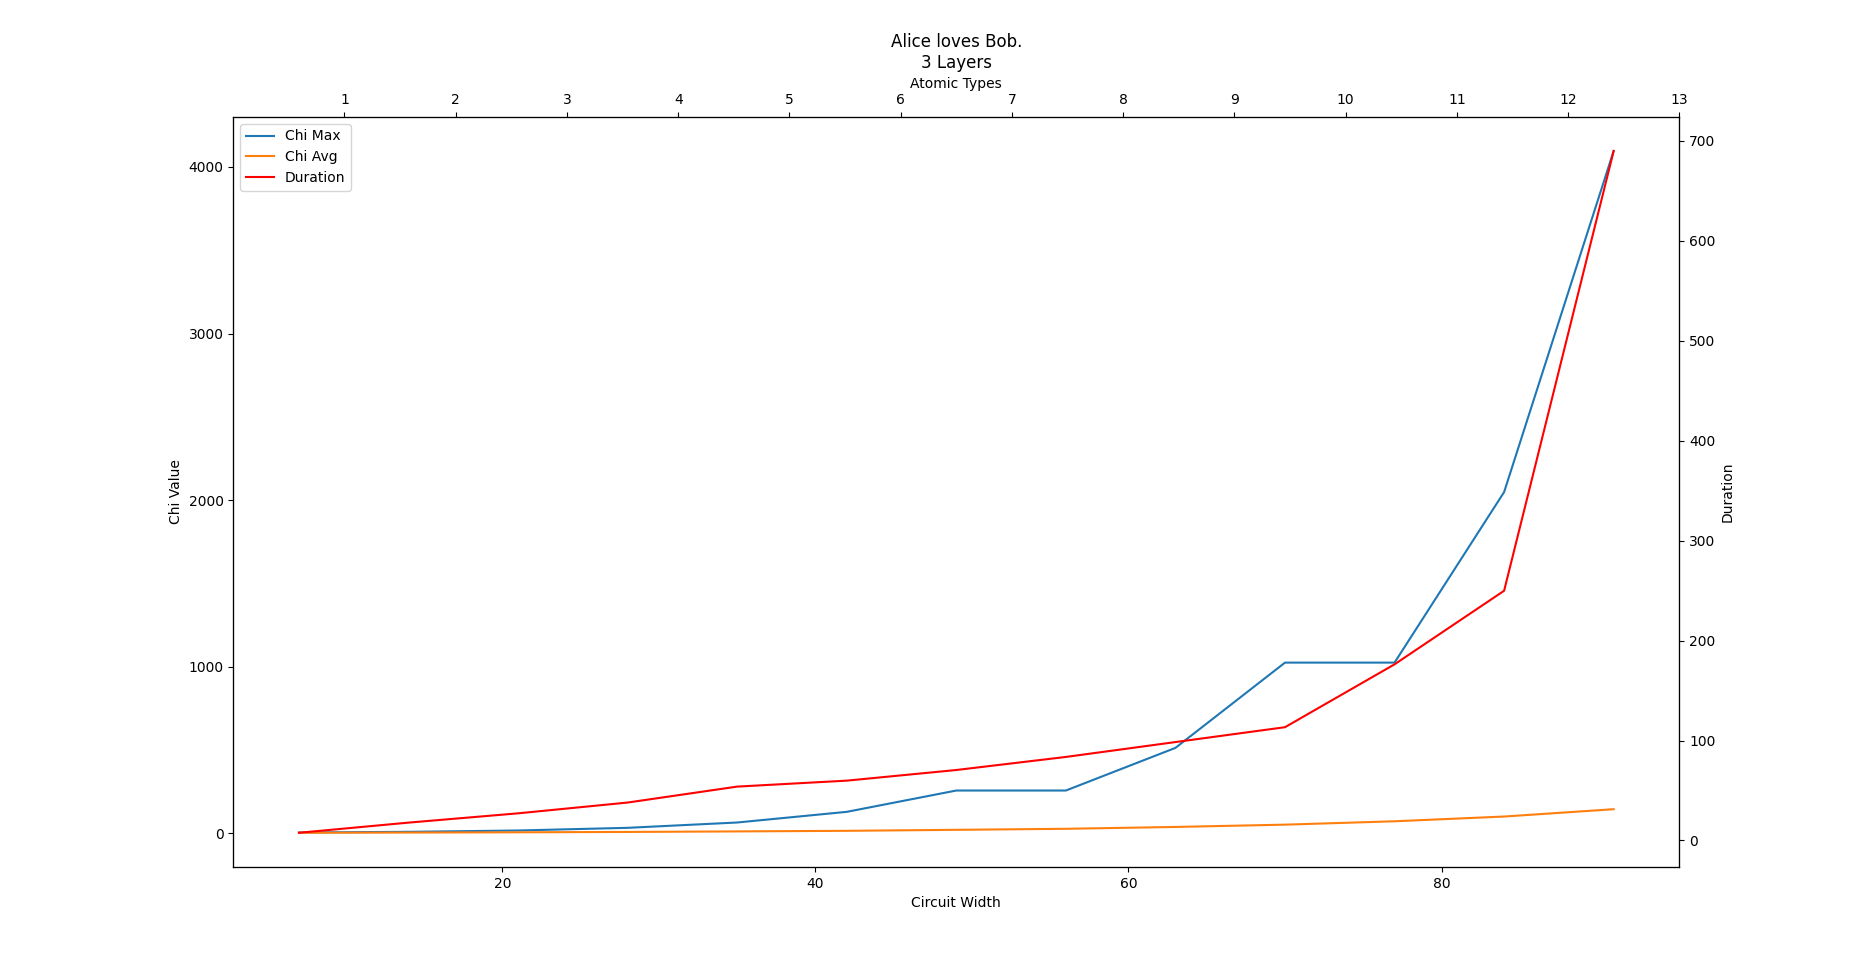 Alice loves Bob.
3 Layers
Atomic Types
1 2 3 4 5 6 7 8 9 10 11 12 13
Chi Max
Chi Avg
Duration
4000
3000
2000
1000
0
Chi Value
700
600
500
400
300
200
100
0
Duration
20 40 60 80
Circuit Width